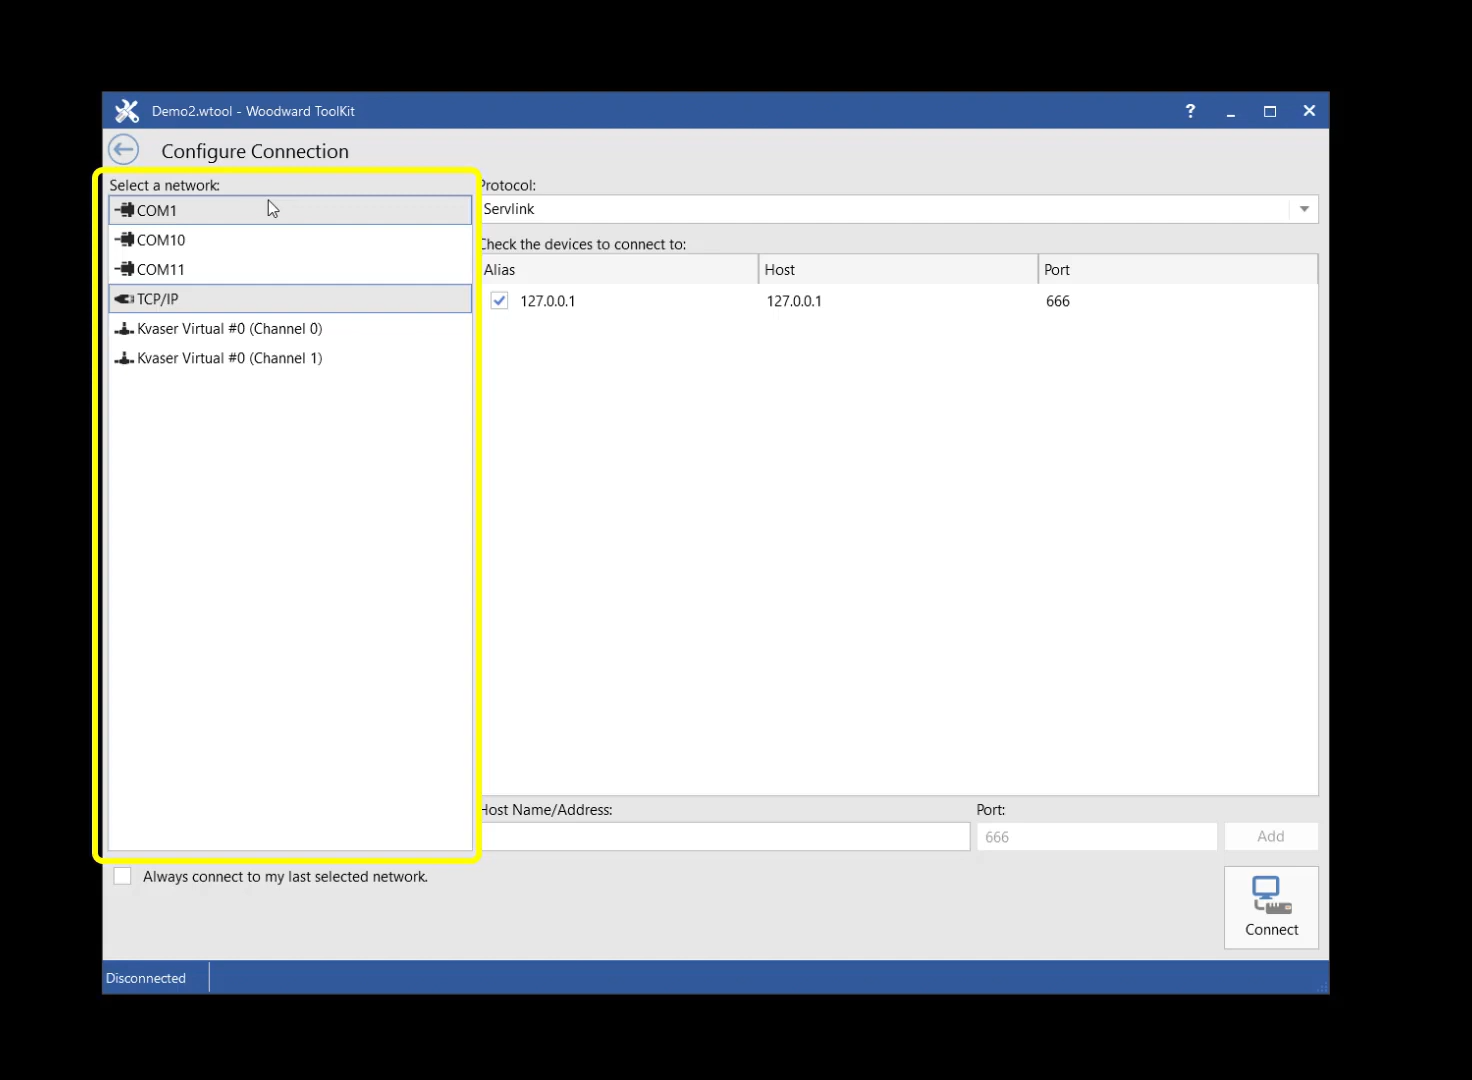 Demo2.wtool - Woodward ToolKit
?
Configure Connection
Select a network:
COM1
COM10
COM11
TCP/IP
Kvaser Virtual #0 (Channel 0)
Kvaser Virtual #0 (Channel 1)
Protocol:
Servlink
Check the devices to connect to:
Alias Host Port
127.0.0.1 127.0.0.1 666
Host Name/Address: Port:
666 Add
Always connect to my last selected network.
Connect
Disconnected